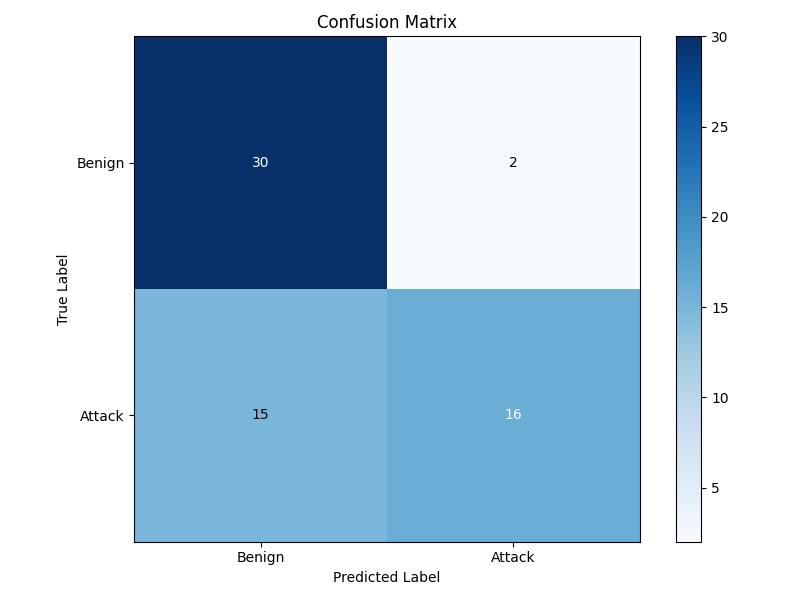 Confusion Matrix
True Label
Benign
Attack
30
2
15
16
Benign
Attack
Predicted Label
30
25
20
15
10
5